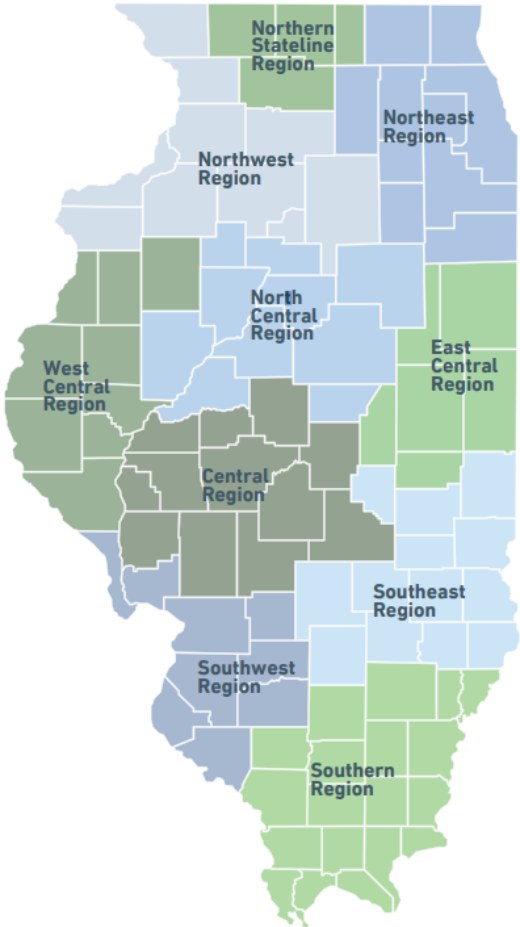 Northern
Stateline
Region
Northeast
Region
Northwest
Region
North
Central
Region
East
Central
Region
West
Central
Region
Central
Region
Southeast
Region
Southwest
Region
Southern
Region